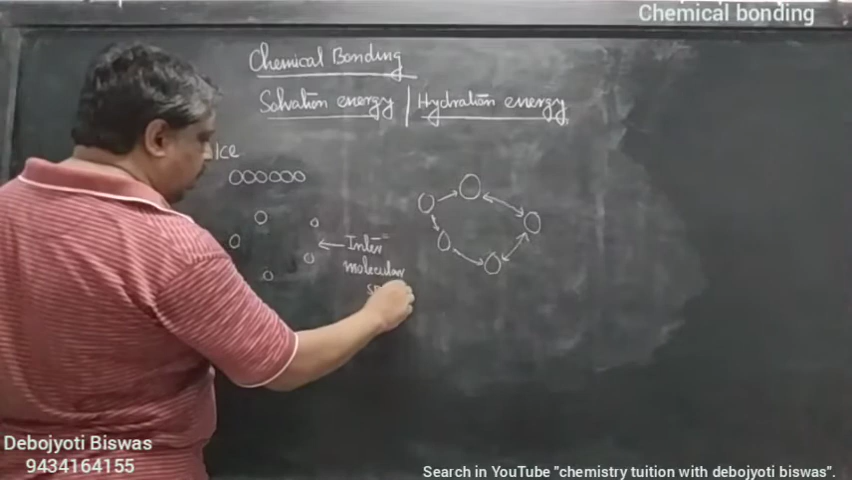 Chemical bonding
Chemical Bonding
Solvation energy | Hydration energy
Ice
Inter
molecular
Debojyoti Biswas
9434164155
Search in YouTube "chemistry tuition with debojyoti biswas".